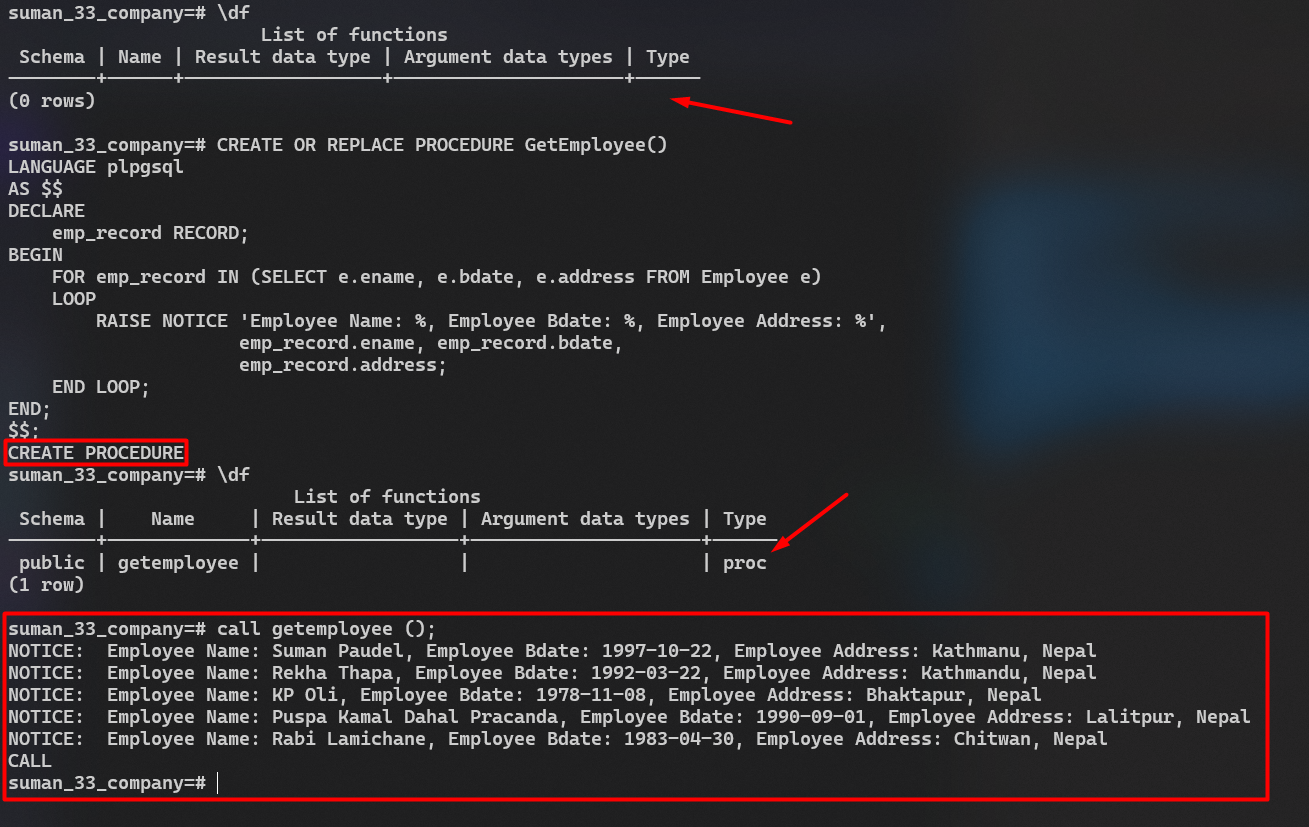 suman_33_company=# \df
                       List of functions
 Schema | Name | Result data type | Argument data types | Type
--------+------+------------------+---------------------+------
(0 rows)

suman_33_company=# CREATE OR REPLACE PROCEDURE GetEmployee()
LANGUAGE plpgsql
AS $$
DECLARE
    emp_record RECORD;
BEGIN
    FOR emp_record IN (SELECT e.ename, e.bdate, e.address FROM Employee e)
    LOOP
        RAISE NOTICE 'Employee Name: %, Employee Bdate: %, Employee Address: %',
                     emp_record.ename, emp_record.bdate,
                     emp_record.address;
    END LOOP;
END;
$$;
CREATE PROCEDURE
suman_33_company=# \df
                          List of functions
 Schema |    Name     | Result data type | Argument data types | Type
--------+-------------+------------------+---------------------+------
 public | getemployee |                  |                     | proc
(1 row)

suman_33_company=# call getemployee ();
NOTICE:  Employee Name: Suman Paudel, Employee Bdate: 1997-10-22, Employee Address: Kathmanu, Nepal
NOTICE:  Employee Name: Rekha Thapa, Employee Bdate: 1992-03-22, Employee Address: Kathmandu, Nepal
NOTICE:  Employee Name: KP Oli, Employee Bdate: 1978-11-08, Employee Address: Bhaktapur, Nepal
NOTICE:  Employee Name: Puspa Kamal Dahal Pracanda, Employee Bdate: 1990-09-01, Employee Address: Lalitpur, Nepal
NOTICE:  Employee Name: Rabi Lamichane, Employee Bdate: 1983-04-30, Employee Address: Chitwan, Nepal
CALL
suman_33_company=#